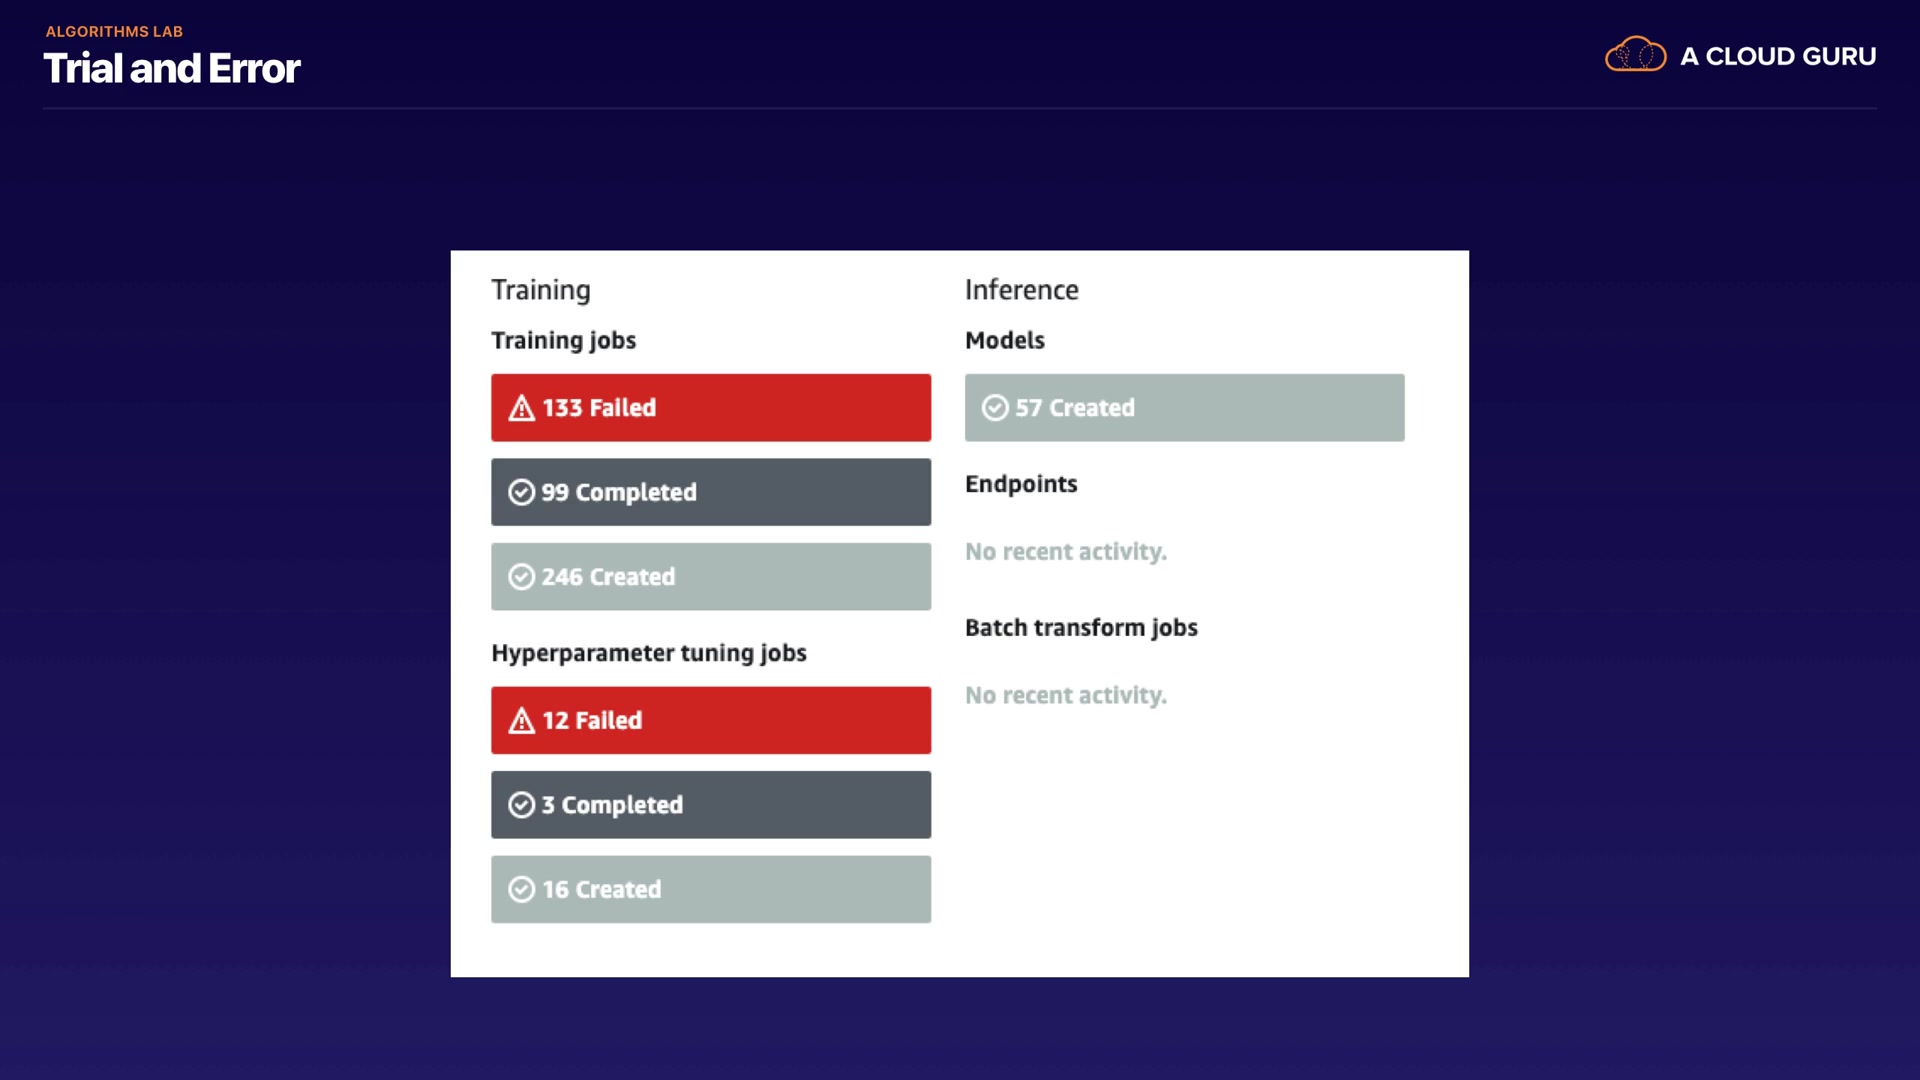 ALGORITHMS LAB
Trial and Error
A CLOUD GURU
Training
Training jobs
133 Failed
99 Completed
246 Created
Hyperparameter tuning jobs
12 Failed
3 Completed
16 Created
Inference
Models
57 Created
Endpoints
No recent activity.
Batch transform jobs
No recent activity.